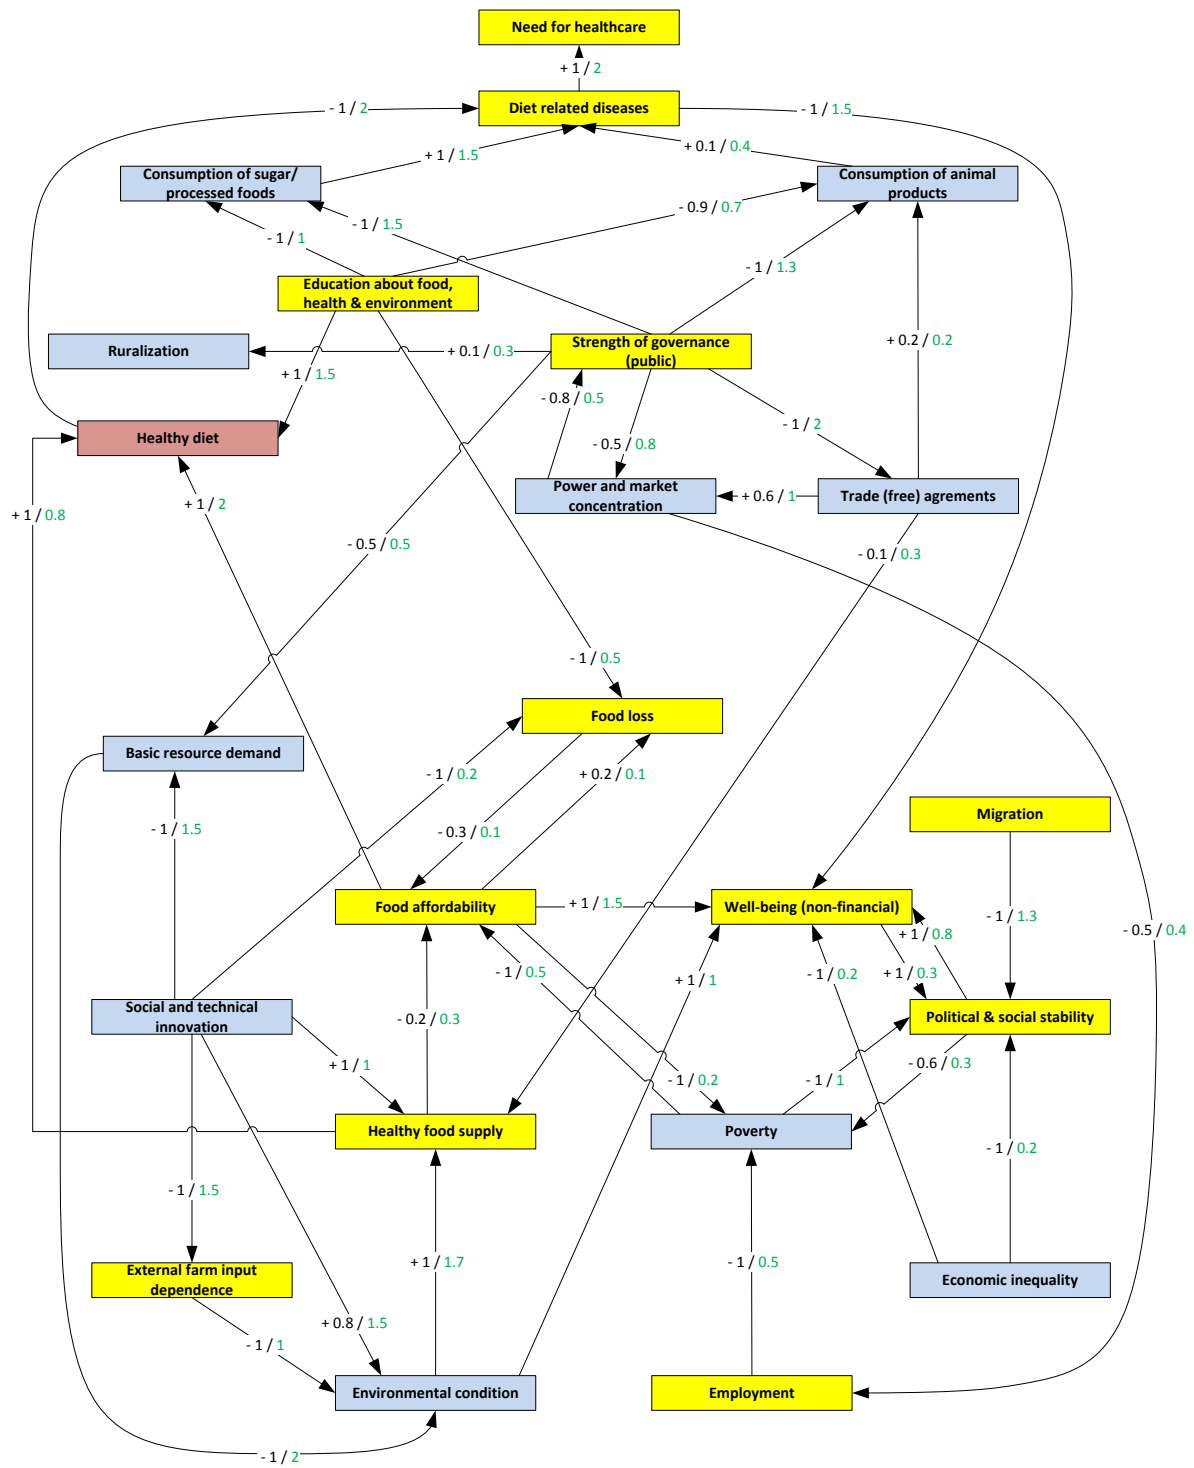 Need for healthcare
+ 1 / 2
- 1 / 2
Diet related diseases
- 1 / 1.5
+ 1 / 1.5
+ 0.1 / 0.4
Consumption of sugar/
processed foods
Consumption of animal
products
- 0.9 / 0.7
- 1 / 1.5
- 1 / 1
- 1 / 1.3
Education about food,
health & environment
+ 0.2 / 0.2
Ruralization
+ 0.1 / 0.3
Strength of governance
(public)
+ 1 / 1.5
- 0.8 / 0.5
- 1 / 2
Healthy diet
- 0.5 / 0.8
Power and market
concentration
+ 0.6 / 1
Trade (free) agrements
+ 1 / 2
+ 1 / 0.8
- 0.5 / 0.5
- 0.1 / 0.3
- 1 / 0.5
Food loss
Basic resource demand
- 1 / 0.2
+ 0.2 / 0.1
Migration
- 1 / 1.5
- 0.3 / 0.1
Food affordability
+ 1 / 1.5
Well-being (non-financial)
- 1 / 1.3
- 0.5 / 0.4
+ 1 / 0.8
- 1 / 0.5
+ 1 / 1
- 1 / 0.2
+ 1 / 0.3
Social and technical
innovation
- 0.2 / 0.3
Political & social stability
+ 1 / 1
- 1 / 0.2
- 1 / 1
- 0.6 / 0.3
Healthy food supply
Poverty
- 1 / 0.2
- 1 / 1.5
+ 1 / 1.7
- 1 / 0.5
External farm input
dependence
Economic inequality
+ 0.8 / 1.5
- 1 / 1
Environmental condition
Employment
- 1 / 2